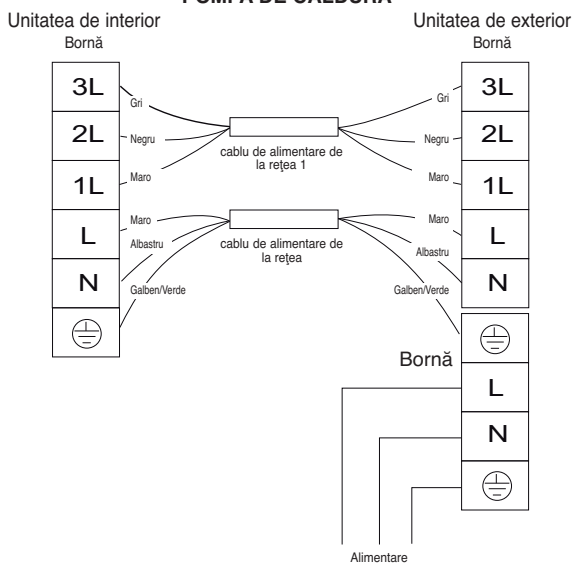 POMPA DE CALDURA
Unitatea de interior
Bornă
Unitatea de exterior
Bornă
3L
2L
1L
L
N
Gri
Negru
Maro
Maro
Albastru
Galben/Verde
cablu de alimentare de
la rețea 1
cablu de alimentare de
la rețea
Gri
Negru
Maro
Maro
Albastru
Galben/Verde
3L
2L
1L
L
N
Bornă
L
N
Alimentare